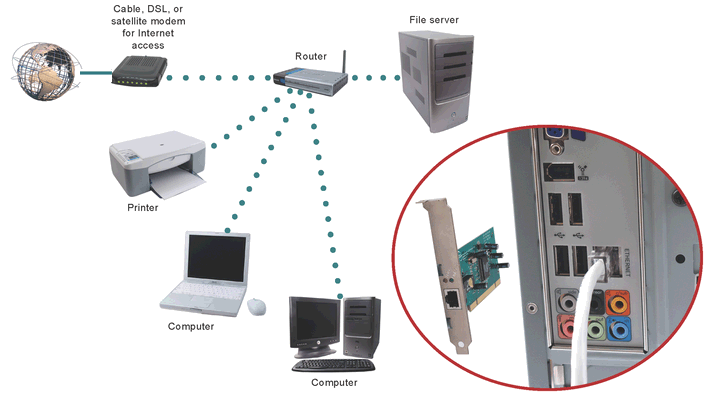 Cable, DSL, or
satellite modem
for Internet
access
File server
Router
Printer
Computer
Computer
ETHERNET